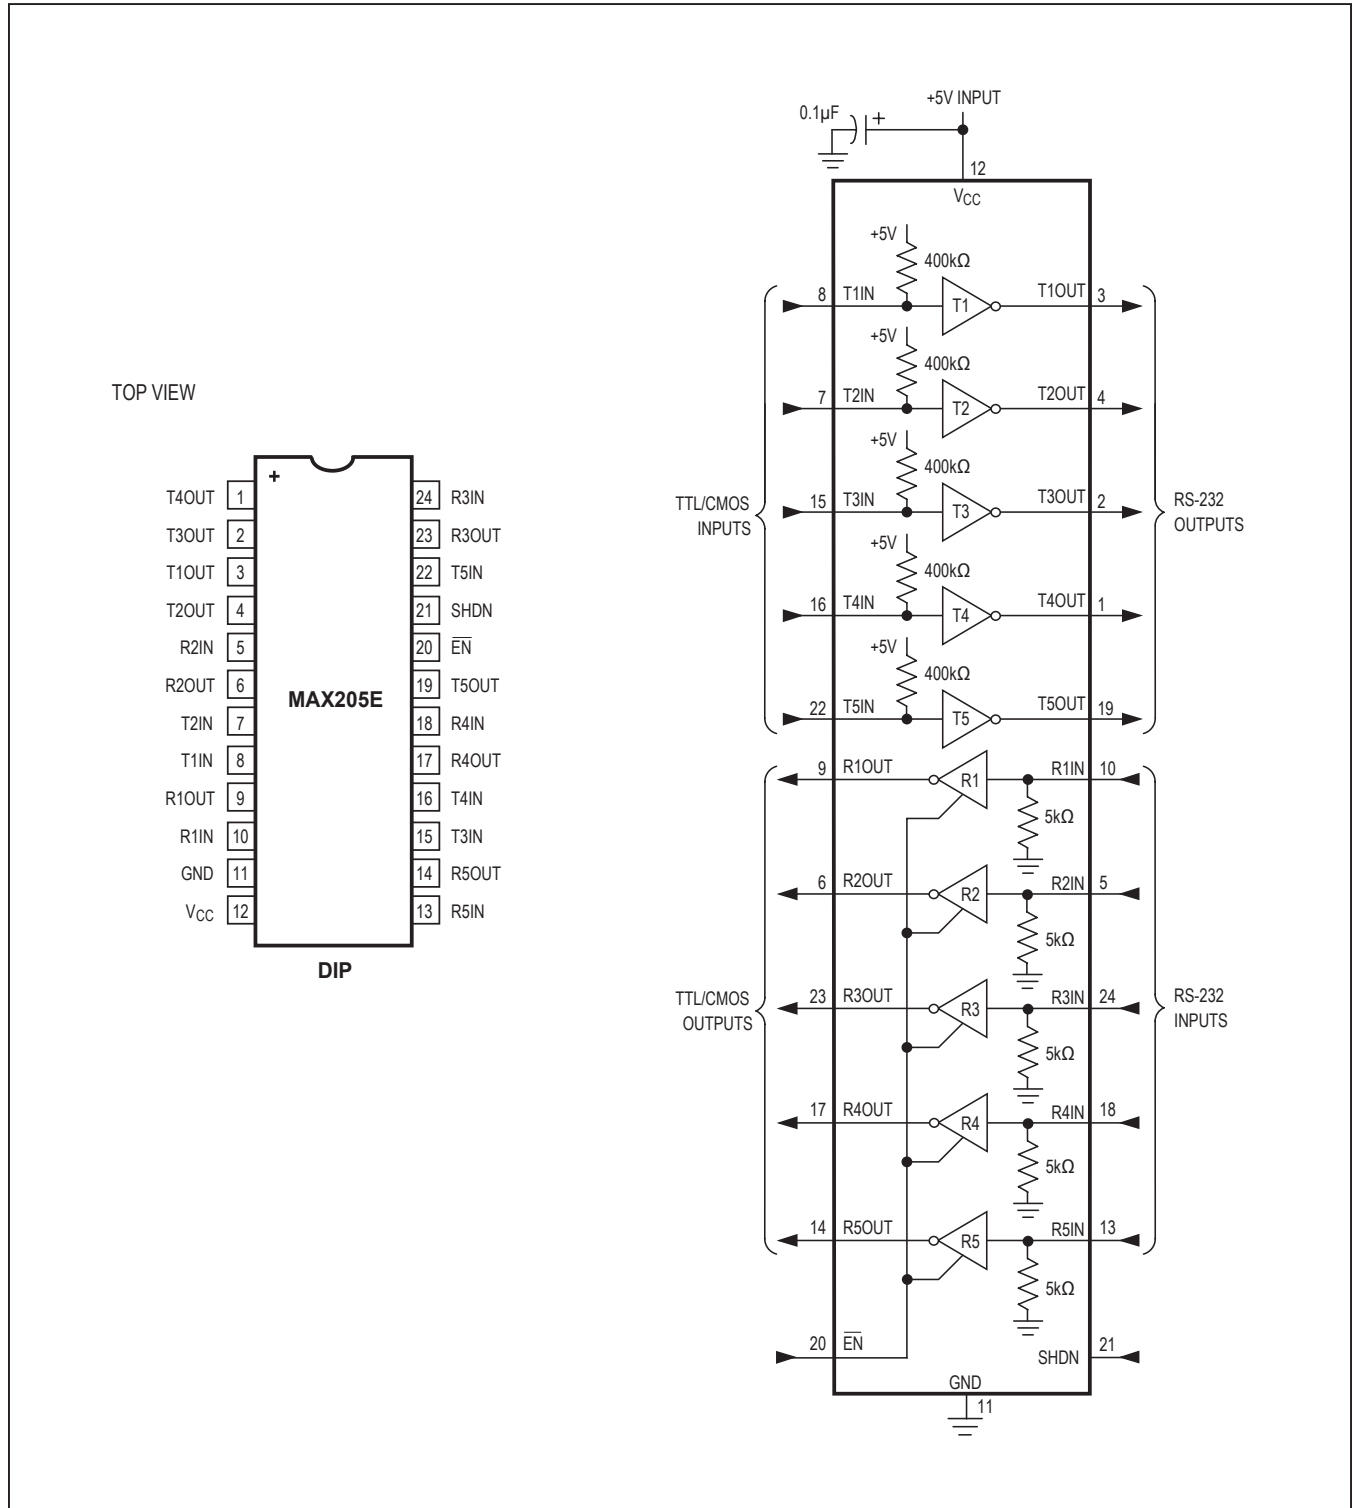 TOP VIEW
+
T4OUT 1 24 R3IN
T3OUT 2 23 R3OUT
T1OUT 3 22 T5IN
T2OUT 4 21 SHDN
R2IN 5 20 E̅N̅
R2OUT 6 19 T5OUT
MAX205E
T2IN 7 18 R4IN
T1IN 8 17 R4OUT
R1OUT 9 16 T4IN
R1IN 10 15 T3IN
GND 11 14 R5OUT
VCC 12 13 R5IN
DIP
+5V INPUT
0.1µF +
12
VCC
+5V
400kΩ
8 T1IN T1 T1OUT 3
+5V
400kΩ
7 T2IN T2 T2OUT 4
+5V
400kΩ
TTL/CMOS
INPUTS
15 T3IN T3 T3OUT 2
RS-232
OUTPUTS
+5V
400kΩ
16 T4IN T4 T4OUT 1
+5V
400kΩ
22 T5IN T5 T5OUT 19
9 R1OUT R1 R1IN 10
5kΩ
6 R2OUT R2 R2IN 5
5kΩ
TTL/CMOS
OUTPUTS
23 R3OUT R3 R3IN 24
RS-232
INPUTS
5kΩ
17 R4OUT R4 R4IN 18
5kΩ
14 R5OUT R5 R5IN 13
5kΩ
20 E̅N̅ SHDN 21
GND
11